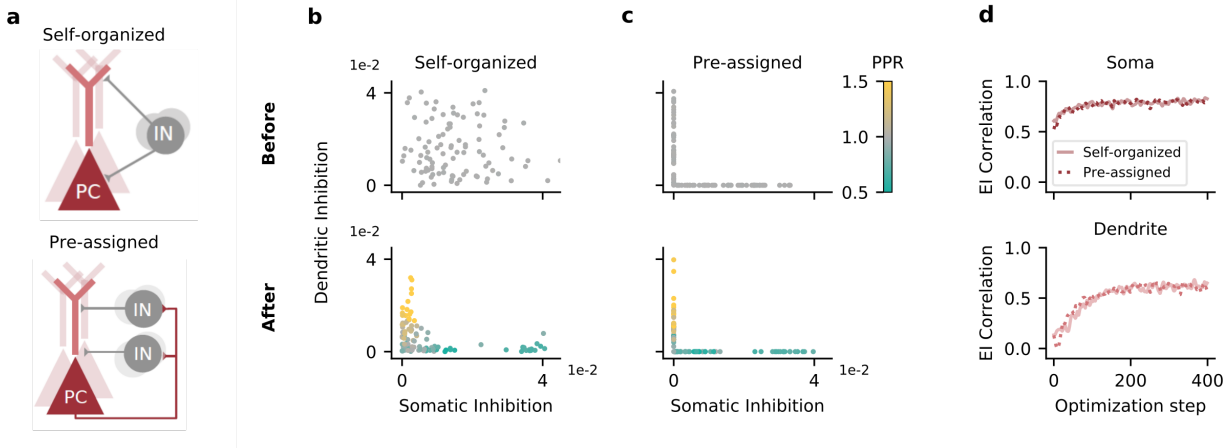 a
Self-organized
IN
PC
Pre-assigned
IN
IN
PC
b
Self-organized
1e-2
4
0
Before
Dendritic Inhibition
1e-2
4
0
After
0
4
1e-2
Somatic Inhibition
c
Pre-assigned
PPR
1.5
1.0
0.5
0
4
1e-2
Somatic Inhibition
d
Soma
EI Correlation
1.0
0.5
0.0
Self-organized
Pre-assigned
Dendrite
EI Correlation
1.0
0.5
0.0
0
200
400
Optimization step